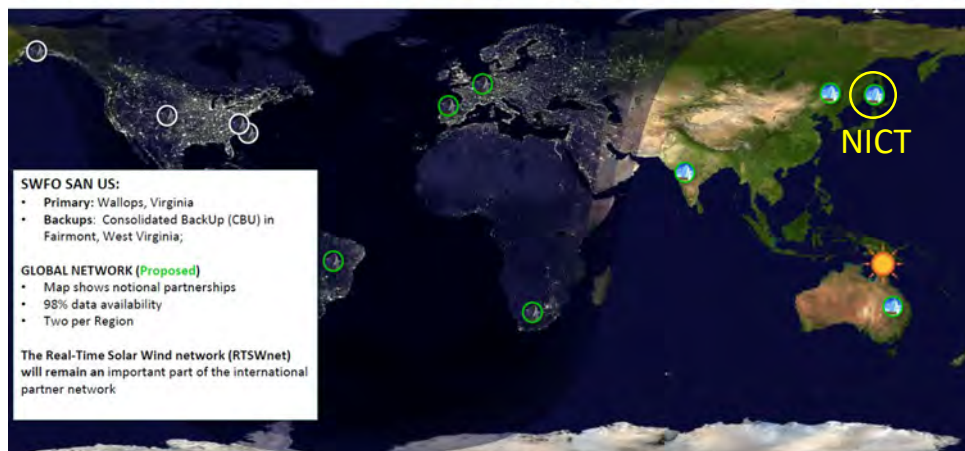 NICT
SWFO SAN US:
• Primary: Wallops, Virginia
• Backups: Consolidated BackUp (CBU) in
Fairmont, West Virginia;
GLOBAL NETWORK (Proposed)
• Map shows notional partnerships
• 98% data availability
• Two per Region
The Real-Time Solar Wind network (RTSWnet)
will remain an important part of the international
partner network